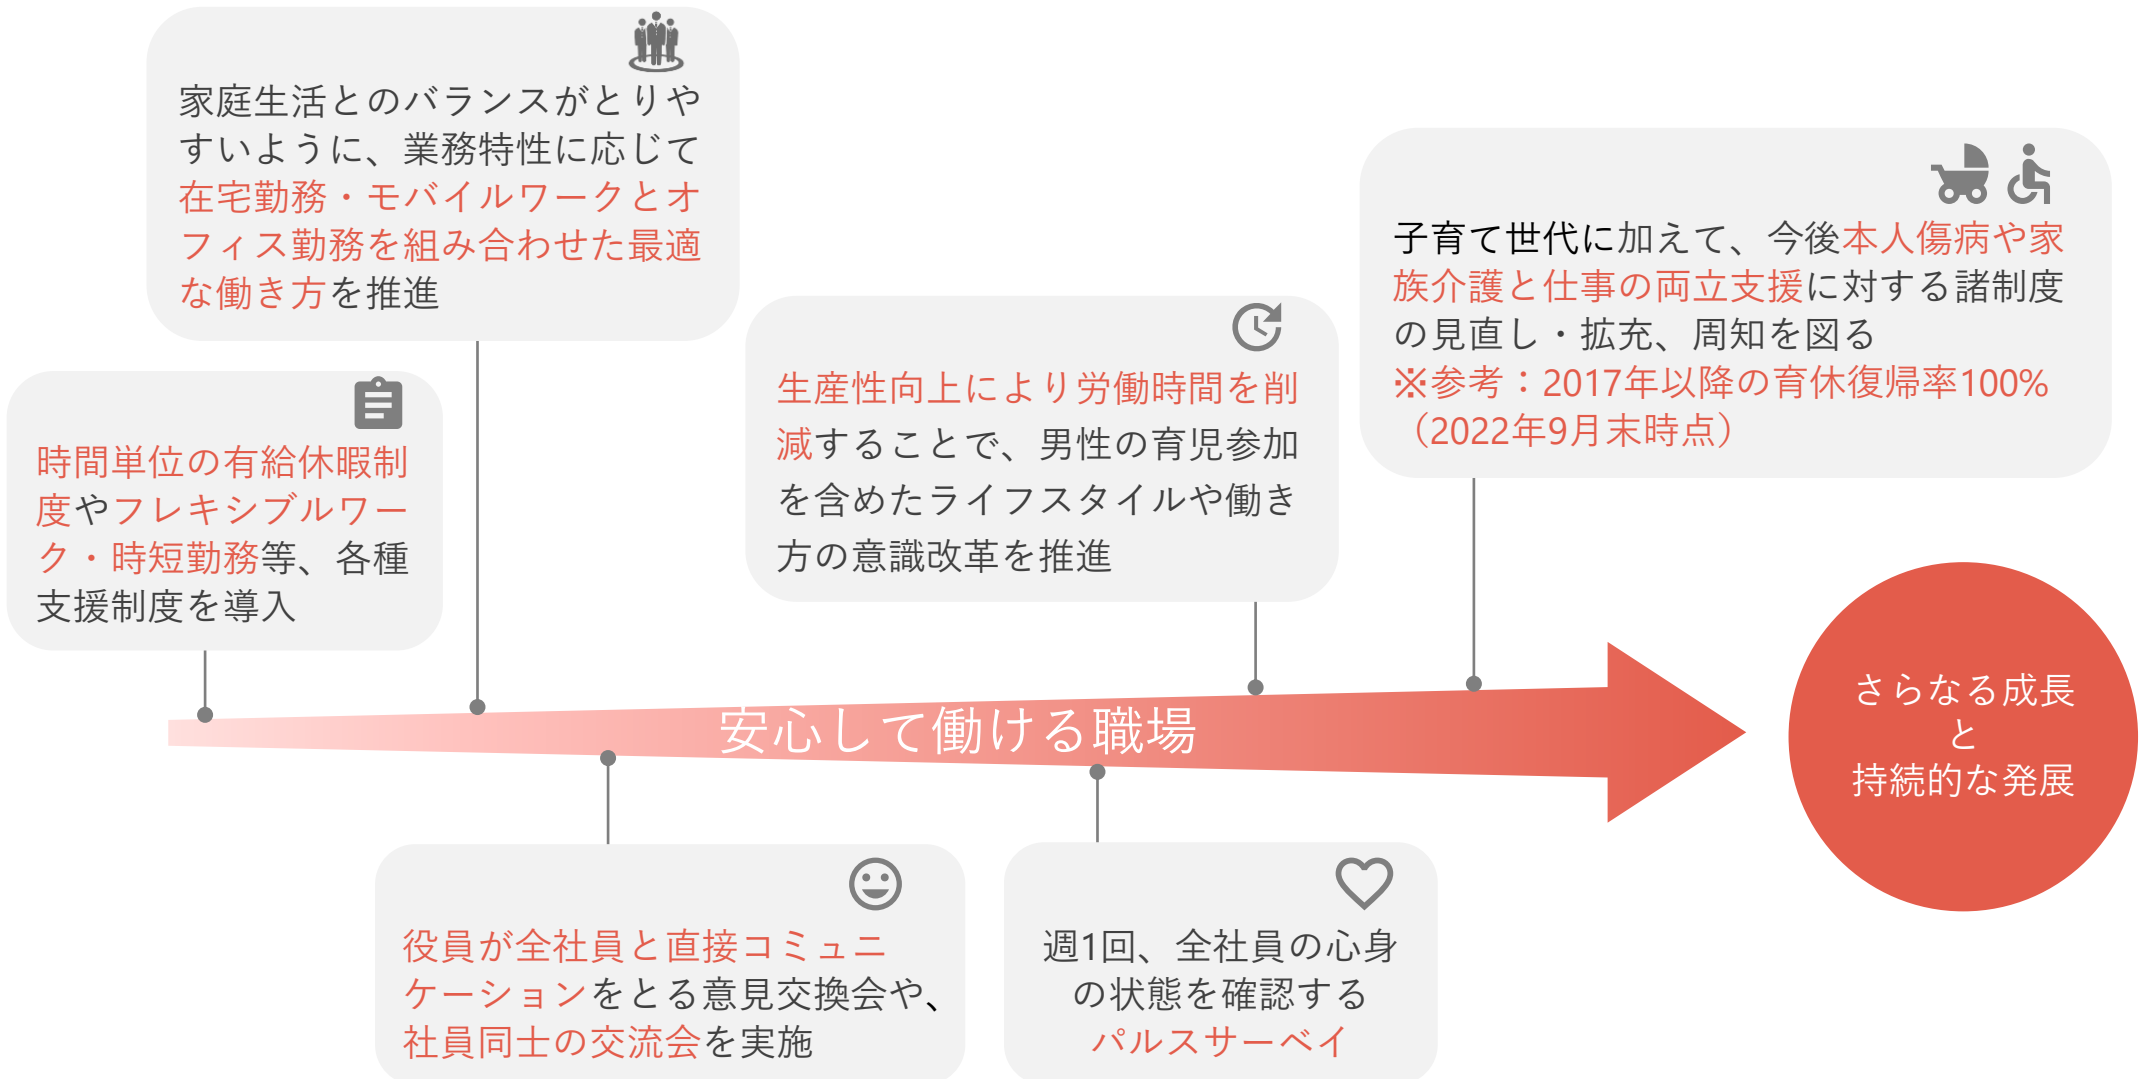 家庭生活とのバランスがとりや
すいように、業務特性に応じて
在宅勤務・モバイルワークとオ
フィス勤務を組み合わせた最適
な働き方を推進
時間単位の有給休暇制
度やフレキシブルワー
ク・時短勤務等、各種
支援制度を導入
生産性向上により労働時間を削
減することで、男性の育児参加
を含めたライフスタイルや働き
方の意識改革を推進
子育て世代に加えて、今後本人傷病や家
族介護と仕事の両立支援に対する諸制度
の見直し・拡充、周知を図る
※参考：2017年以降の育休復帰率100%
（2022年9月末時点）
安心して働ける職場
さらなる成長
と
持続的な発展
役員が全社員と直接コミュニ
ケーションをとる意見交換会や、
社員同士の交流会を実施
週1回、全社員の心身
の状態を確認する
パルスサーベイ